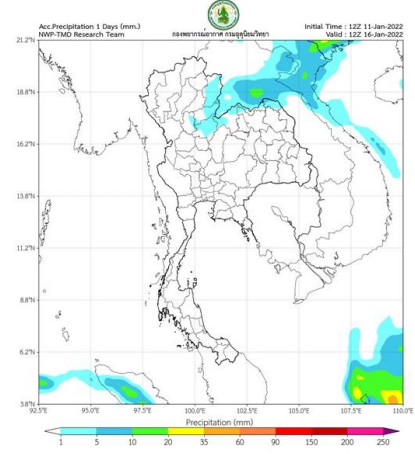 Acc.Precipitation 1 Days (mm.)
NWP-TMD Research Team
กองพยากรณ์อากาศ กรมอุตุนิยมวิทยา
Initial Time : 12Z 11-Jan-2022
Valid : 12Z 16-Jan-2022
21.2°N
18.8°N
16.2°N
13.8°N
11.2°N
8.8°N
6.2°N
3.8°N
92.5°E 95.0°E 97.5°E 100.0°E 102.5°E 105.0°E 107.5°E 110.0°E
Precipitation (mm)
1 5 10 20 35 60 90 150 200 250